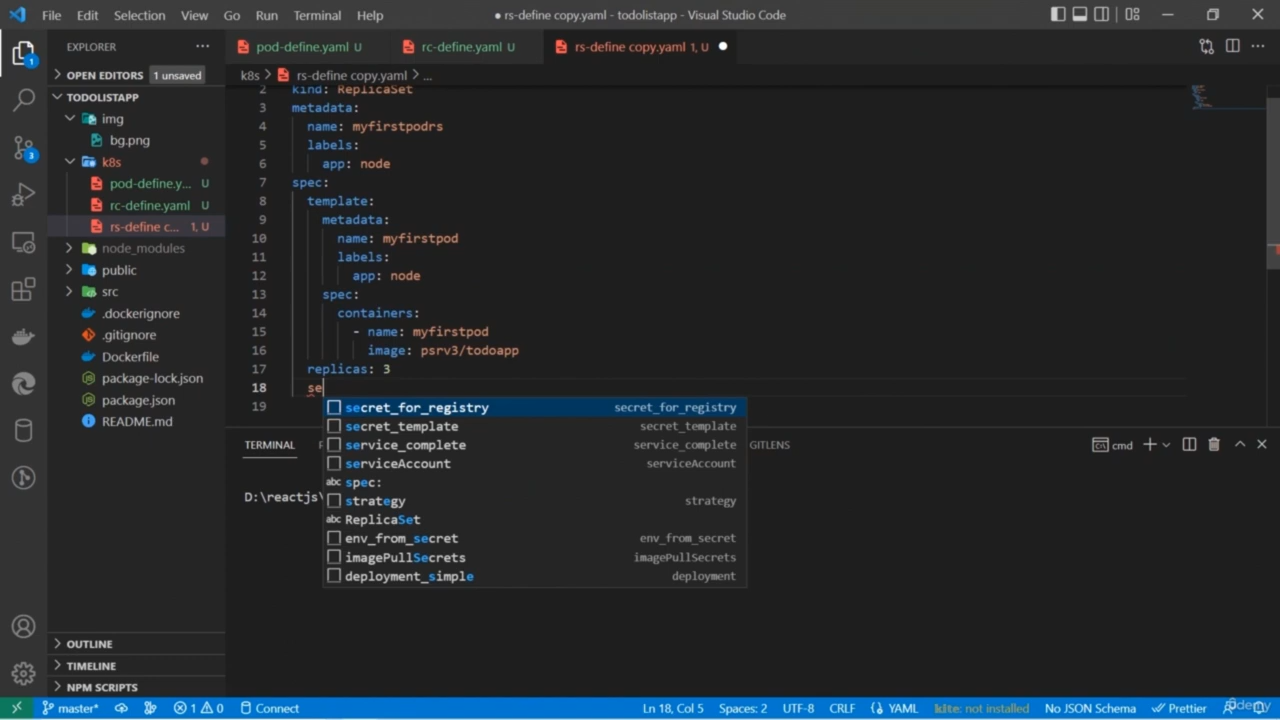 File Edit Selection View Go Run Terminal Help
● rs-define copy.yaml - todolistapp - Visual Studio Code
EXPLORER ...
pod-define.yaml U
rc-define.yaml U
rs-define copy.yaml 1, U
OPEN EDITORS 1 unsaved
k8s > rs-define copy.yaml > ...
TODOLISTAPP
img
bg.png
k8s
pod-define.y... U
rc-define.yaml U
rs-define c... 1, U
node_modules
public
src
.dockerignore
.gitignore
Dockerfile
package-lock.json
package.json
README.md
OUTLINE
TIMELINE
NPM SCRIPTS
2 kind: ReplicaSet
3 metadata:
4 name: myfirstpodrs
5 labels:
6 app: node
7 spec:
8 template:
9 metadata:
10 name: myfirstpod
11 labels:
12 app: node
13 spec:
14 containers:
15 - name: myfirstpod
16 image: psrv3/todoapp
17 replicas: 3
18 se
19
secret_for_registry secret_for_registry
secret_template secret_template
service_complete service_complete
serviceAccount serviceAccount
abc spec:
strategy strategy
abc ReplicaSet
env_from_secret env_from_secret
imagePullSecrets imagePullSecrets
deployment_simple deployment
TERMINAL P GITLENS cmd
D:\reactjs\
1
3
master* 1 0 Connect Ln 18, Col 5 Spaces: 2 UTF-8 CRLF YAML kite: not installed No JSON Schema Prettier
Udemy